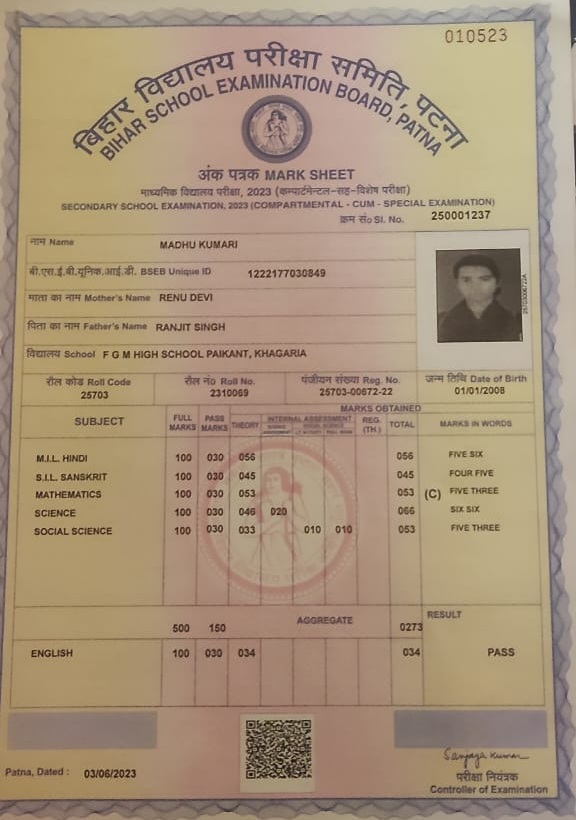 010523
बिहार विद्यालय परीक्षा समिति, पटना
BIHAR SCHOOL EXAMINATION BOARD, PATNA
अंक पत्रक MARK SHEET
माध्यमिक विद्यालय परीक्षा, 2023 (कम्पार्टमेन्टल-सह-विशेष परीक्षा)
SECONDARY SCHOOL EXAMINATION, 2023 (COMPARTMENTAL - CUM - SPECIAL EXAMINATION)
क्रम सं० Sl. No. 250001237
नाम Name MADHU KUMARI
बी.एस.ई.बी.यूनिक.आई.डी. BSEB Unique ID 1222177030849
माता का नाम Mother's Name RENU DEVI
पिता का नाम Father's Name RANJIT SINGH
विद्यालय School F G M HIGH SCHOOL PAIKANT, KHAGARIA
रौल कोड Roll Code रौल नं० Roll No. पंजीयन संख्या Reg. No. जन्म तिथि Date of Birth
25703 2310069 25703-00672-22 01/01/2008
MARKS OBTAINED
SUBJECT FULL MARKS PASS MARKS THEORY INTERNAL ASSESSMENT REG. (TH.) TOTAL MARKS IN WORDS
M.I.L. HINDI 100 030 056 056 FIVE SIX
S.I.L. SANSKRIT 100 030 045 045 FOUR FIVE
MATHEMATICS 100 030 053 053 (C) FIVE THREE
SCIENCE 100 030 046 020 066 SIX SIX
SOCIAL SCIENCE 100 030 033 010 010 053 FIVE THREE
AGGREGATE RESULT
500 150 0273
ENGLISH 100 030 034 034 PASS
Sanjay Kumar
Patna, Dated : 03/06/2023
परीक्षा नियंत्रक
Controller of Examination